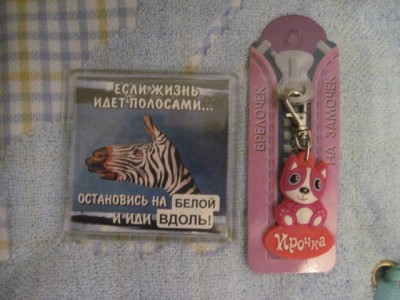 ЕСЛИ ЖИЗНЬ
ИДЕТ ПОЛОСАМИ...
ОСТАНОВИСЬ НА БЕЛОЙ
И ИДИ ВДОЛЬ!
БРЕЛОЧЕК
НА ЗАМОЧЕК
Ирочка